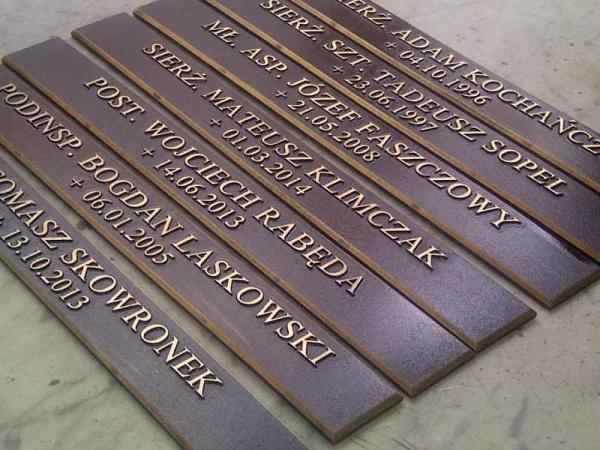 SIERŻ. ADAM KOCHAŃCZ
+ 04.10.1996
SIERŻ. SZT. TADEUSZ SOPEL
+ 23.06.1997
MŁ. ASP. JÓZEF FASZCZOWY
+ 21.05.2008
SIERŻ. MATEUSZ KLIMCZAK
+ 01.03.2014
POST. WOJCIECH RABĘDA
+ 14.06.2013
PODINSP. BOGDAN LASKOWSKI
+ 06.01.2005
TOMASZ SKOWRONEK
+ 13.10.2013